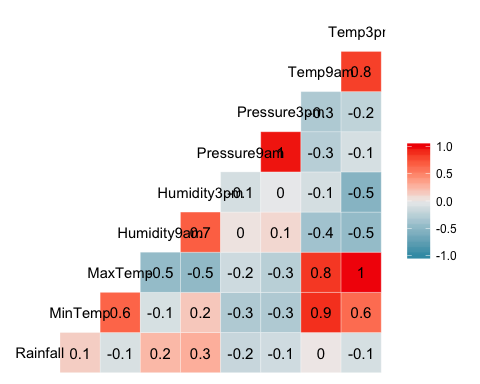 Temp3pm
Temp9am 0.8
Pressure3pm -0.3 -0.2
Pressure9am 1 -0.3 -0.1
Humidity3pm -0.1 0 -0.1 -0.5
Humidity9am 0.7 0 0.1 -0.4 -0.5
MaxTemp -0.5 -0.5 -0.2 -0.3 0.8 1
MinTemp 0.6 -0.1 0.2 -0.3 -0.3 0.9 0.6
Rainfall 0.1 -0.1 0.2 0.3 -0.2 -0.1 0 -0.1
1.0
0.5
0.0
-0.5
-1.0